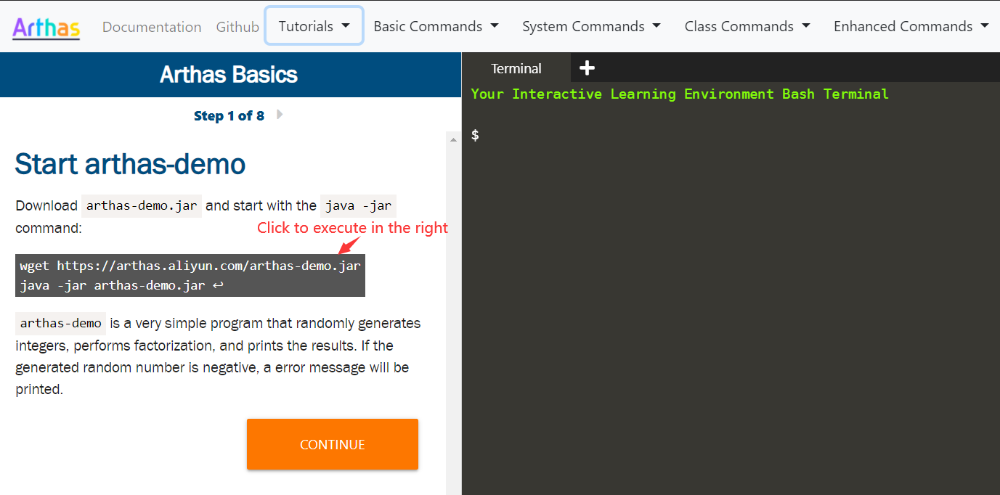 Arthas Documentation Github Tutorials Basic Commands System Commands Class Commands Enhanced Commands
Arthas Basics
Step 1 of 8
Start arthas-demo
Download arthas-demo.jar and start with the java -jar
command:
Click to execute in the right
wget https://arthas.aliyun.com/arthas-demo.jar
java -jar arthas-demo.jar ↩
arthas-demo is a very simple program that randomly generates
integers, performs factorization, and prints the results. If the
generated random number is negative, a error message will be
printed.
CONTINUE
Terminal +
Your Interactive Learning Environment Bash Terminal
$